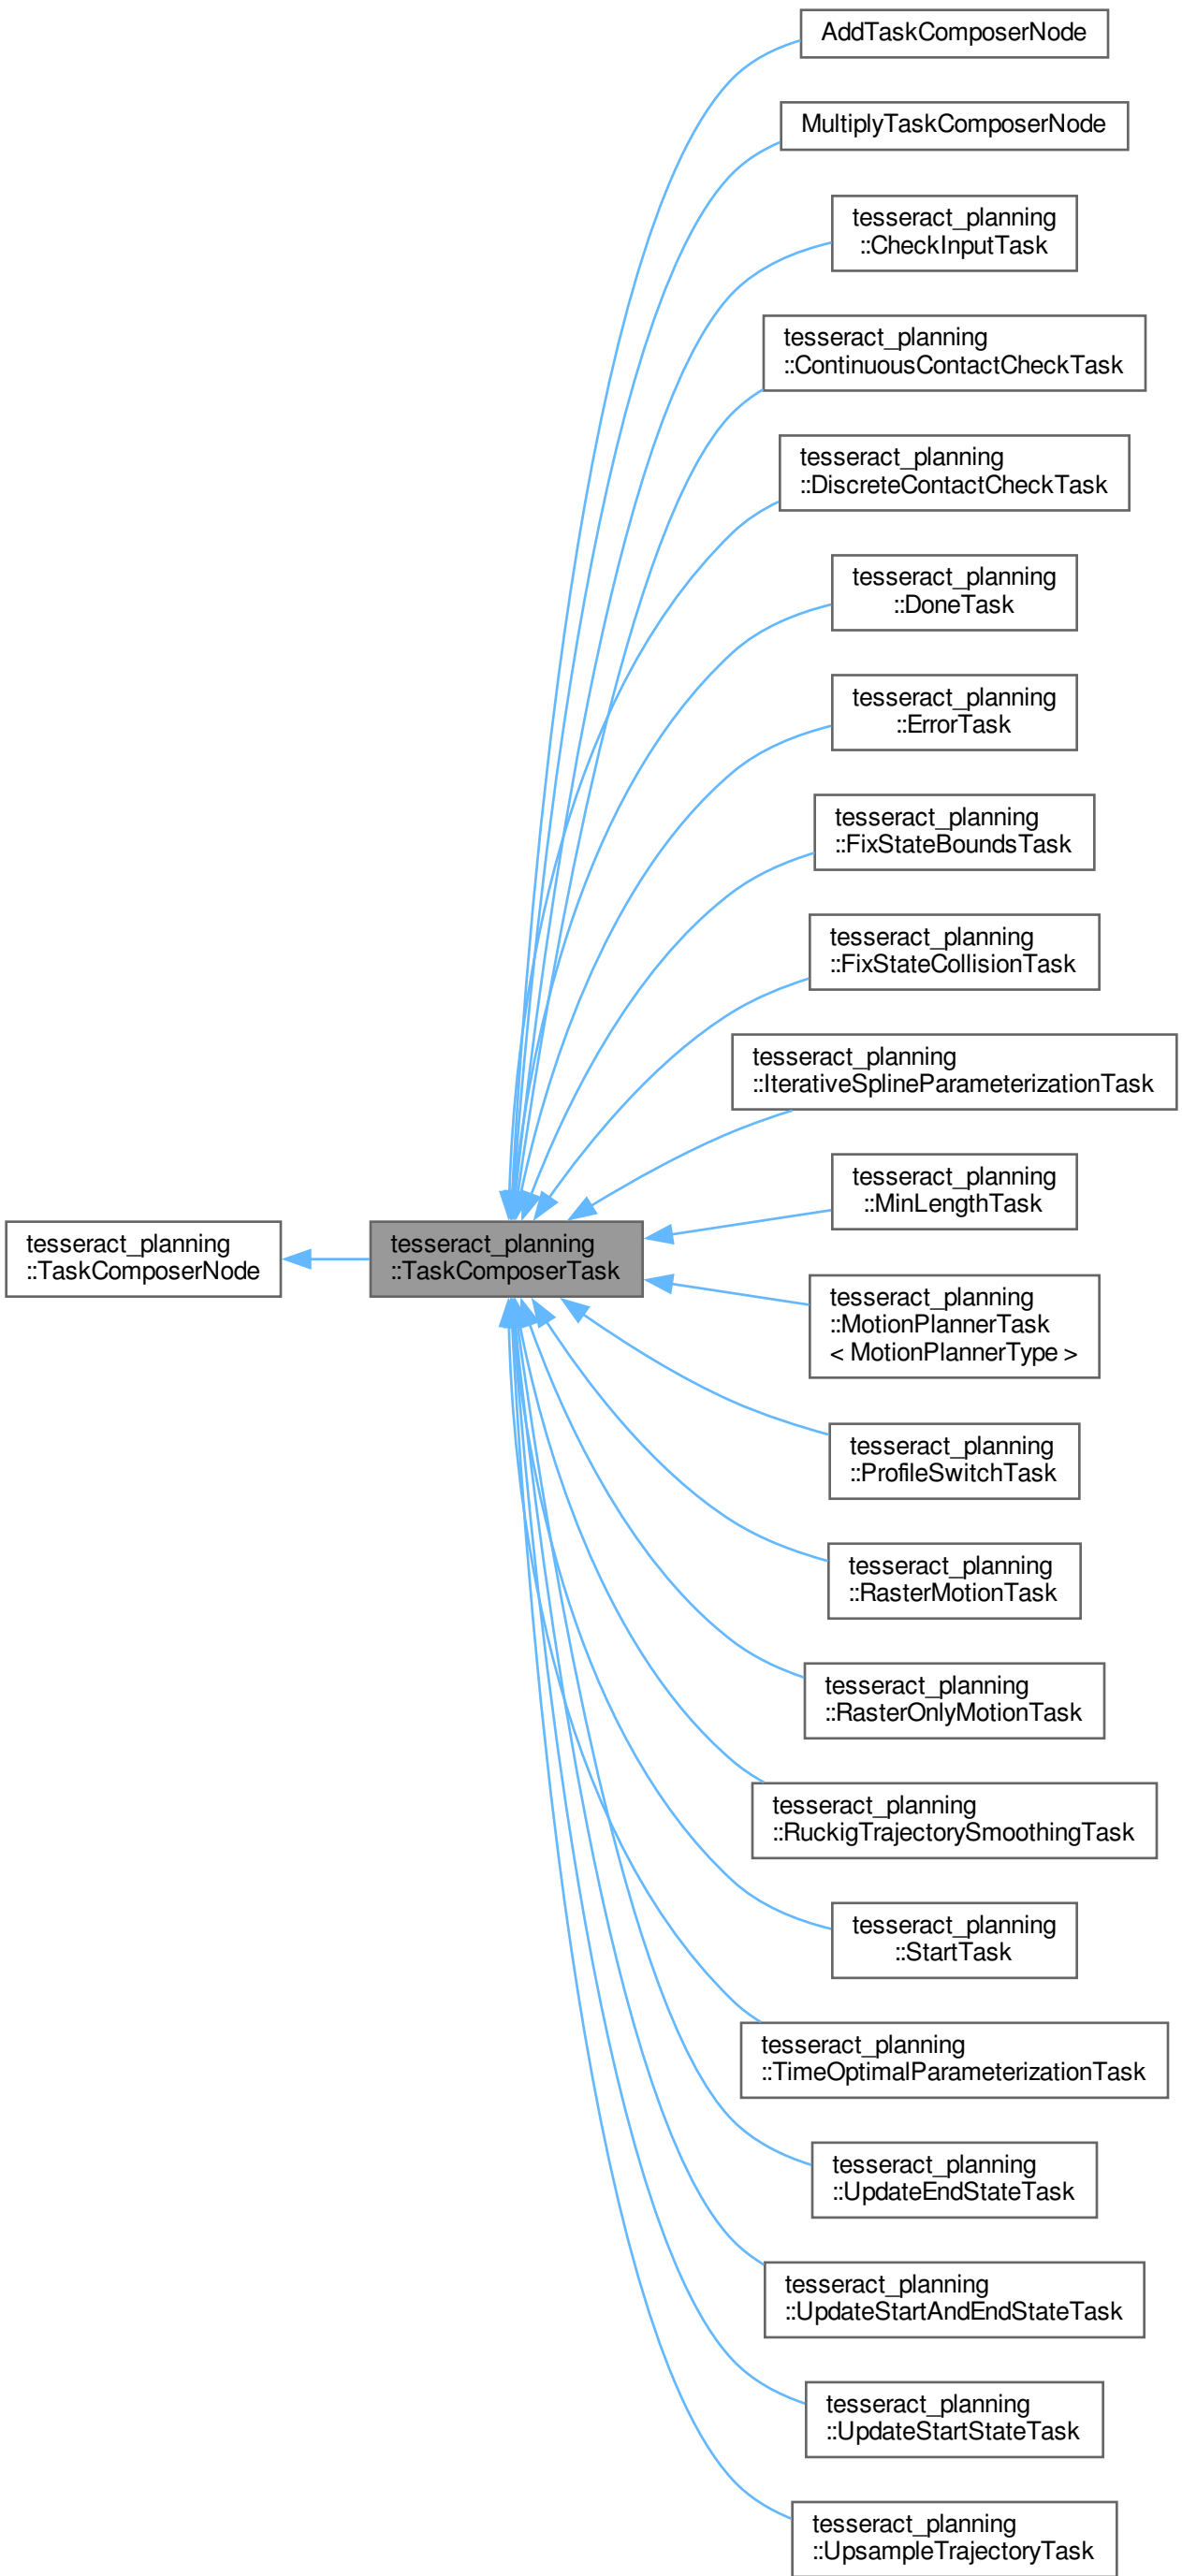 AddTaskComposerNode
MultiplyTaskComposerNode
tesseract_planning
::CheckInputTask
tesseract_planning
::ContinuousContactCheckTask
tesseract_planning
::DiscreteContactCheckTask
tesseract_planning
::DoneTask
tesseract_planning
::ErrorTask
tesseract_planning
::FixStateBoundsTask
tesseract_planning
::FixStateCollisionTask
tesseract_planning
::IterativeSplineParameterizationTask
tesseract_planning
::MinLengthTask
tesseract_planning
::TaskComposerNode
tesseract_planning
::TaskComposerTask
tesseract_planning
::MotionPlannerTask
< MotionPlannerType >
tesseract_planning
::ProfileSwitchTask
tesseract_planning
::RasterMotionTask
tesseract_planning
::RasterOnlyMotionTask
tesseract_planning
::RuckigTrajectorySmoothingTask
tesseract_planning
::StartTask
tesseract_planning
::TimeOptimalParameterizationTask
tesseract_planning
::UpdateEndStateTask
tesseract_planning
::UpdateStartAndEndStateTask
tesseract_planning
::UpdateStartStateTask
tesseract_planning
::UpsampleTrajectoryTask